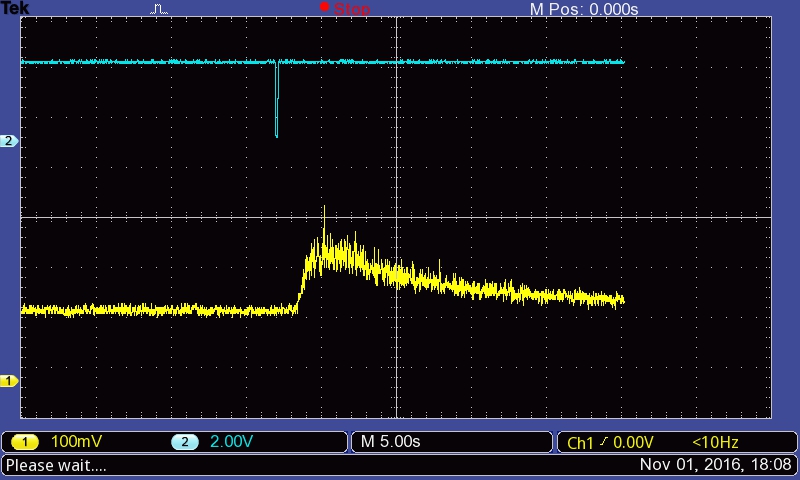 Tek Stop M Pos: 0.000s
2
1
1 100mV 2 2.00V M 5.00s Ch1 0.00V <10Hz
Please wait.... Nov 01, 2016, 18:08